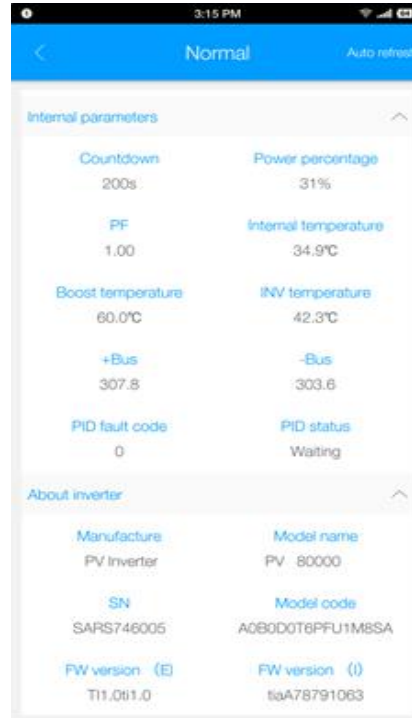 3:15 PM
Normal Auto refresh
Internal parameters
Countdown Power percentage
200s 31%
PF Internal temperature
1.00 34.9℃
Boost temperature INV temperature
60.0℃ 42.3℃
+Bus -Bus
307.8 303.6
PID fault code PID status
0 Waiting
About inverter
Manufacture Model name
PV Inverter PV 80000
SN Model code
SARS746005 A0B0D0T6PFU1M8SA
FW version （E） FW version （I）
TI1.0ti1.0 tiaA78791063